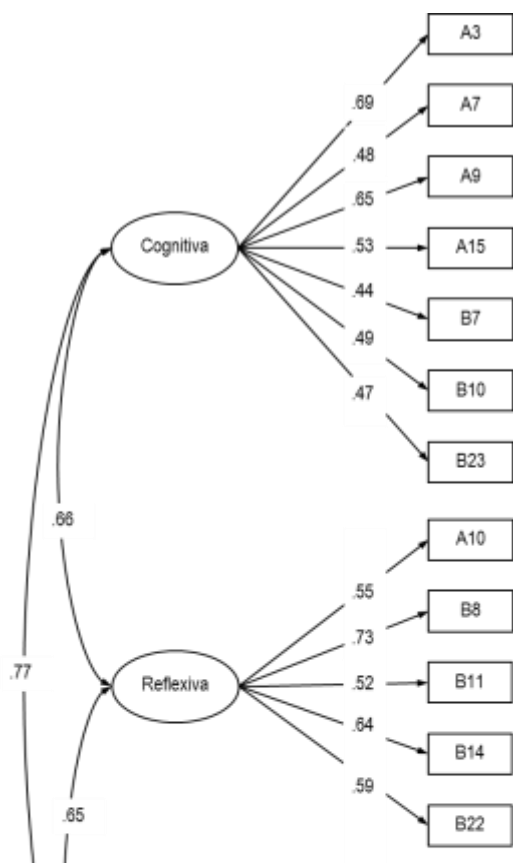 A3
.69
A7
.48
A9
.65
Cognitiva
.53
A15
.44
B7
.49
B10
.47
B23
.66
A10
.55
B8
.73
.77
Reflexiva
.52
B11
.64
B14
.59
B22
.65